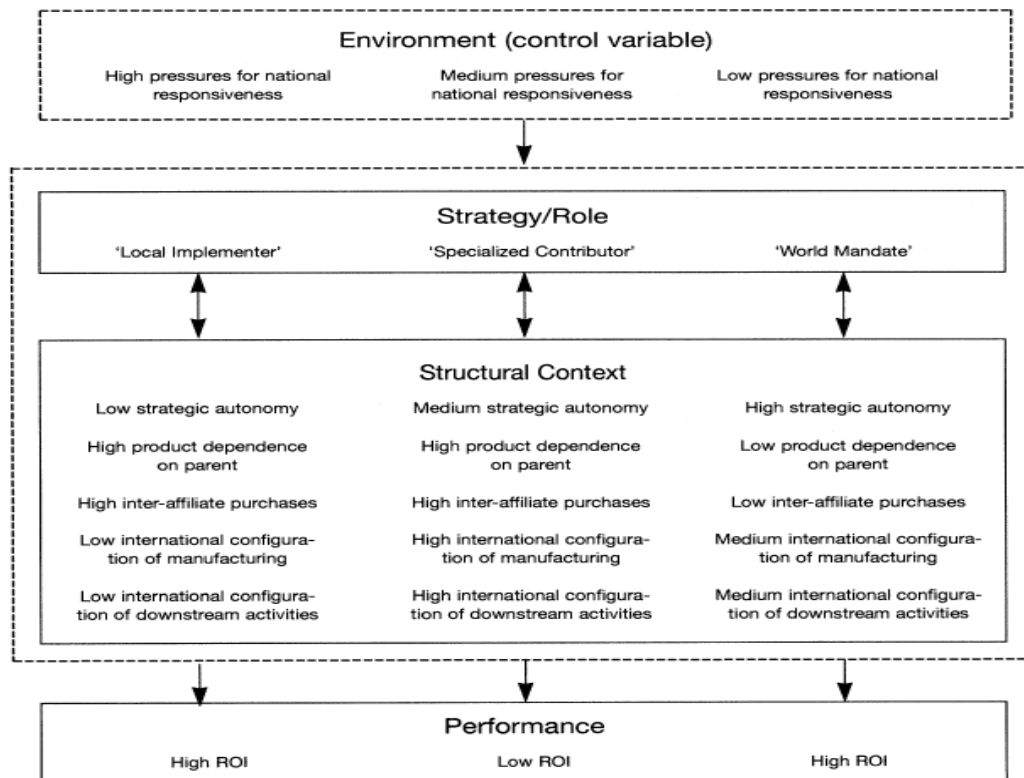 Environment (control variable)
High pressures for national
responsiveness
Medium pressures for
national responsiveness
Low pressures for national
responsiveness
Strategy/Role
‘Local Implementer’
‘Specialized Contributor’
‘World Mandate’
Structural Context
Low strategic autonomy
Medium strategic autonomy
High strategic autonomy
High product dependence
on parent
High product dependence
on parent
Low product dependence
on parent
High inter-affiliate purchases
High inter-affiliate purchases
Low inter-affiliate purchases
Low international configura-
tion of manufacturing
High international configura-
tion of manufacturing
Medium international configura-
tion of manufacturing
Low international configura-
tion of downstream activities
High international configura-
tion of downstream activities
Medium international configura-
tion of downstream activities
Performance
High ROI
Low ROI
High ROI